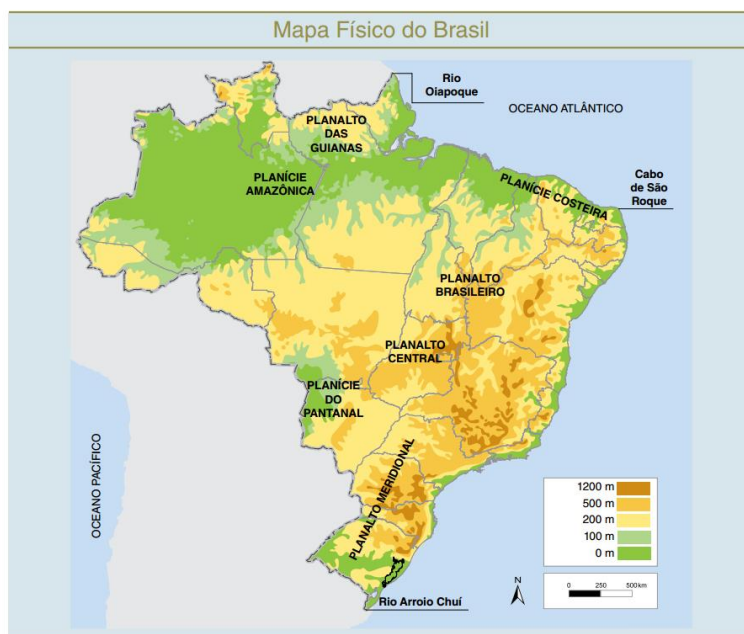 Mapa Físico do Brasil
Rio
Oiapoque
OCEANO ATLÂNTICO
PLANALTO
DAS
GUIANAS
PLANÍCIE
AMAZÔNICA
PLANÍCIE COSTEIRA
Cabo
de São
Roque
PLANALTO
BRASILEIRO
PLANALTO
CENTRAL
PLANÍCIE
DO
PANTANAL
OCEANO PACÍFICO
PLANALTO MERIDIONAL
1200 m
500 m
200 m
100 m
0 m
N
0 250 500km
Rio Arroio Chuí